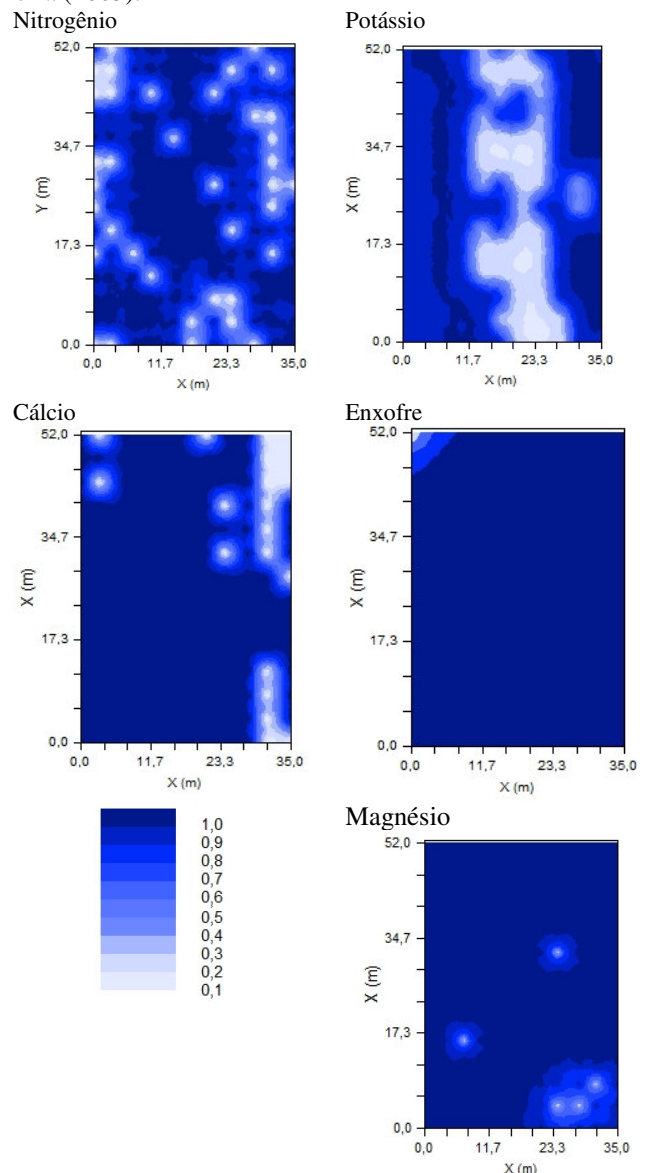 Nitrogênio
Potássio
52,0
34,7
17,3
0,0
Y (m)
0,0 11,7 23,3 35,0
X (m)
52,0
34,7
17,3
0,0
X (m)
0,0 11,7 23,3 35,0
X (m)
Cálcio
Enxofre
52,0
34,7
17,3
0,0
X (m)
0,0 11,7 23,3 35,0
X (m)
52,0
34,7
17,3
0,0
X (m)
0,0 11,7 23,3 35,0
X (m)
1,0
0,9
0,8
0,7
0,6
0,5
0,4
0,3
0,2
0,1
Magnésio
52,0
34,7
17,3
0,0
X (m)
0,0 11,7 23,3 35,0
X (m)